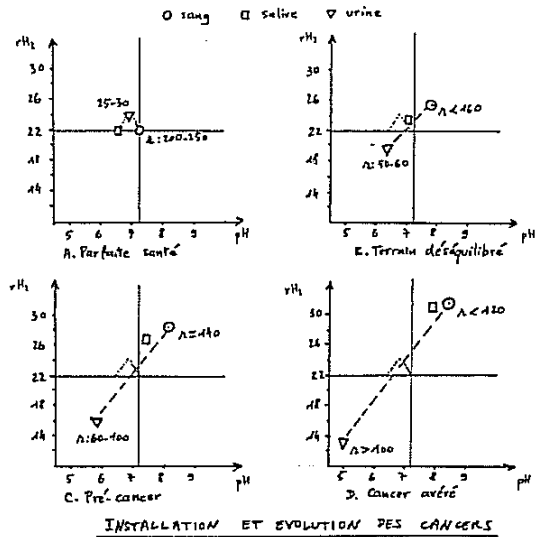 sang salive urine
rH₂
30
26
22
18
14
25-30
r:200-250
5 6 7 8 9
pH
A. Parfaite santé
rH₂
30
26
22
18
14
r<160
r:50-60
5 6 7 8 9
pH
B. Terrain déséquilibré
rH₂
30
26
22
18
14
r=140
r:60-100
5 6 7 8 9
pH
C. Pré-cancer
rH₂
30
26
22
18
14
r<120
r>100
5 6 7 8 9
pH
D. Cancer avéré
INSTALLATION ET EVOLUTION DES CANCERS